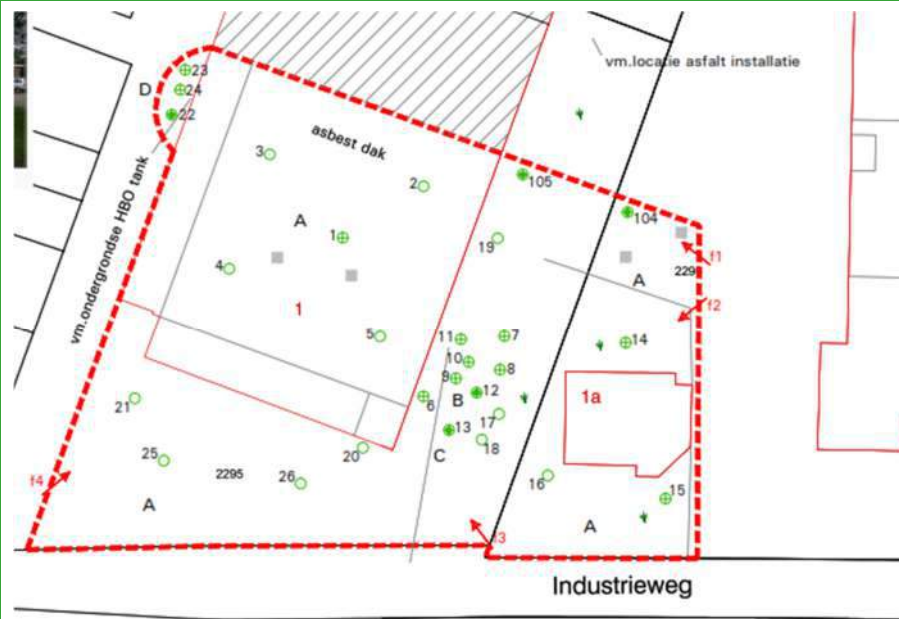 vm.locatie asfalt installatie
23
D
24
22
asbest dak
3
2
105
104
A
1
19
f1
4
A
229
vm.ondergrondse HBO tank
f2
1
5
11
7
14
10
8
9
1a
12
21
6
B
17
13
18
20
C
25
2295
26
16
15
f4
A
f3
A
Industrieweg